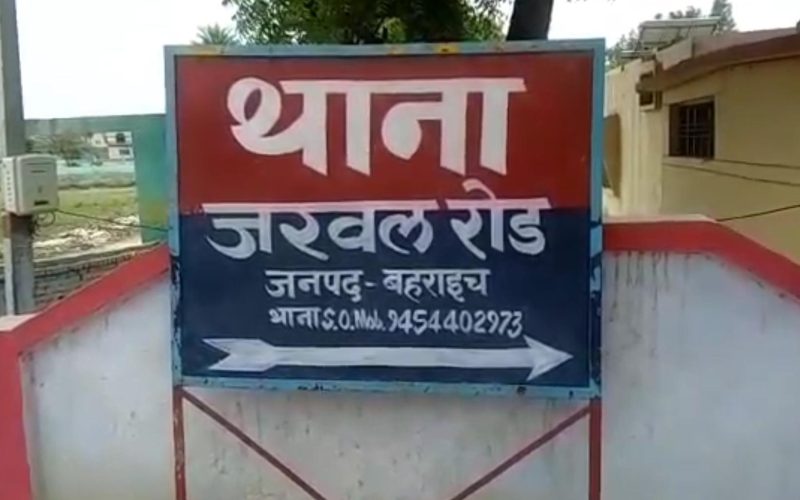 थाना
जरवल रोड
जनपद - बहराइच
थाना S.O. Mob. 9454402973